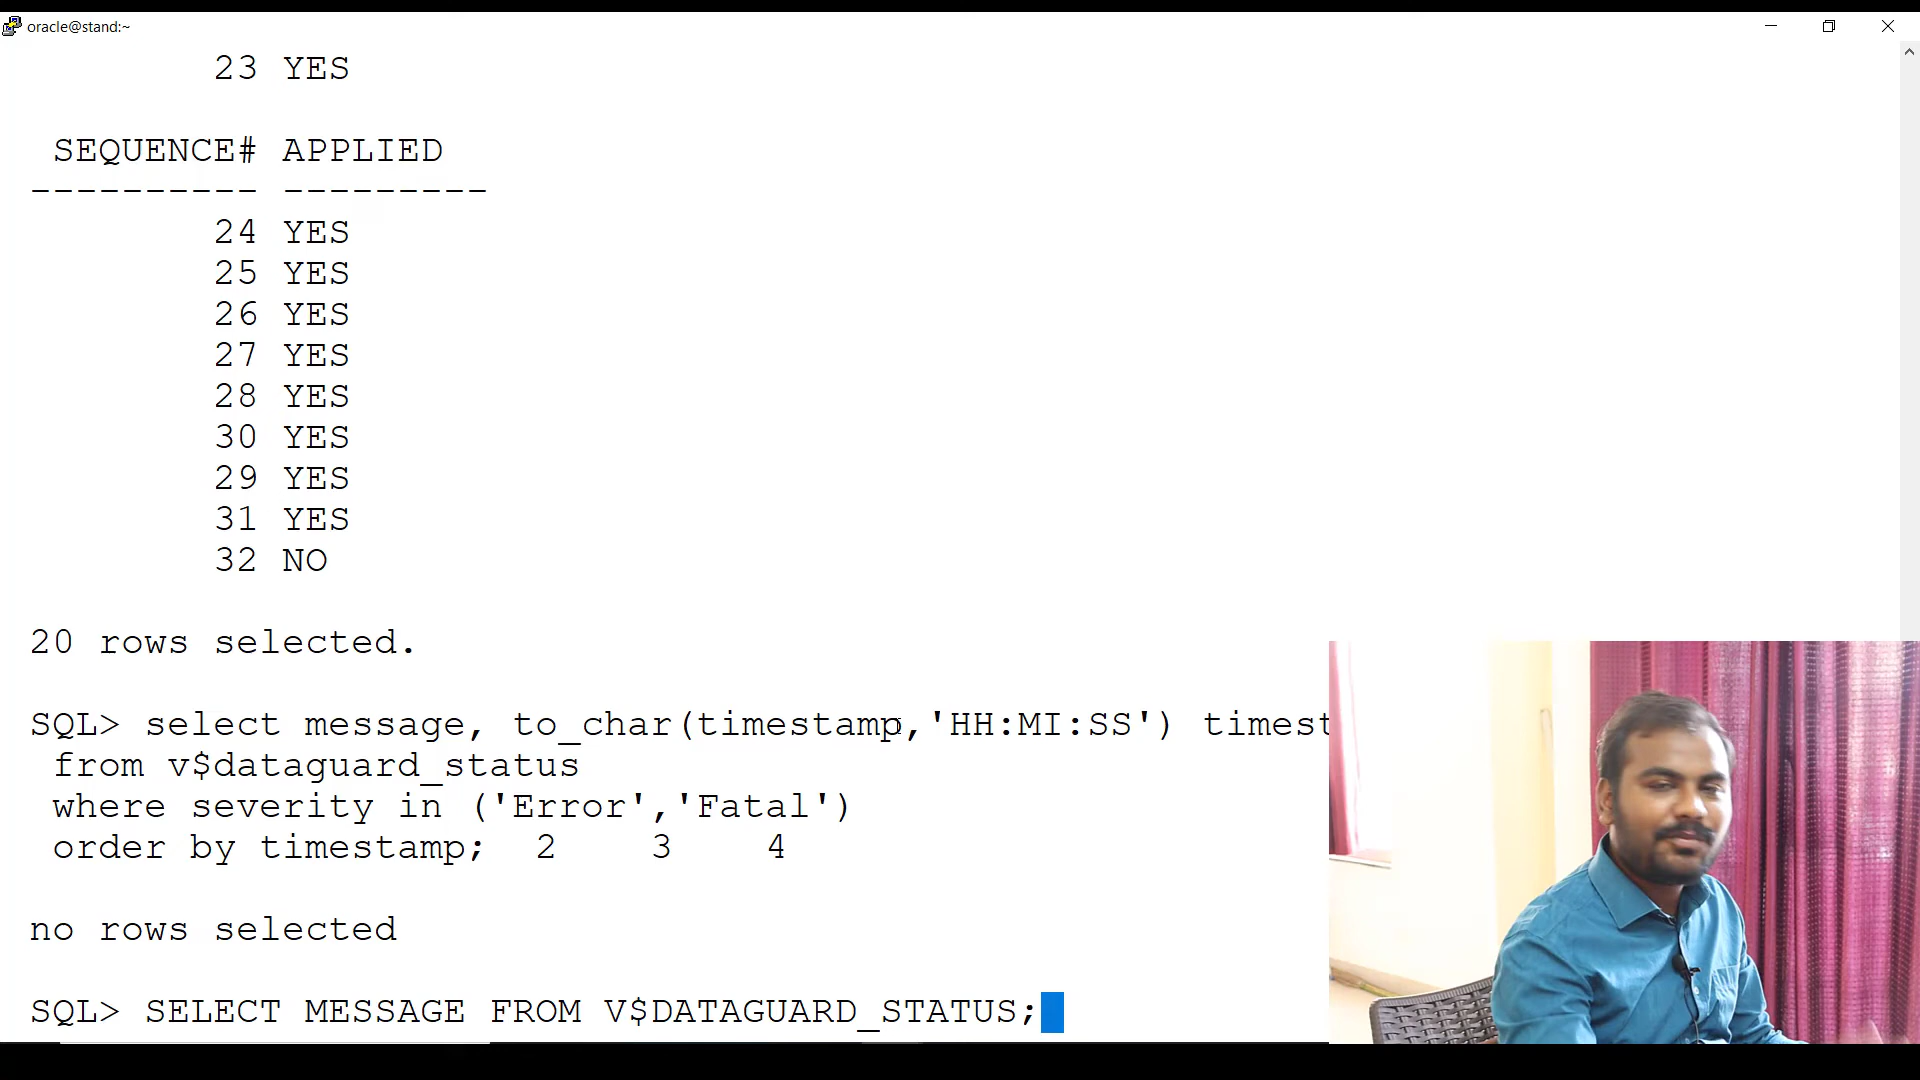 oracle@stand:~
23 YES
SEQUENCE# APPLIED
---------- ---------
24 YES
25 YES
26 YES
27 YES
28 YES
30 YES
29 YES
31 YES
32 NO
20 rows selected.
SQL> select message, to_char(timestamp,'HH:MI:SS') timest
from v$dataguard_status
where severity in ('Error','Fatal')
order by timestamp;  2    3    4
no rows selected
SQL> SELECT MESSAGE FROM V$DATAGUARD_STATUS;